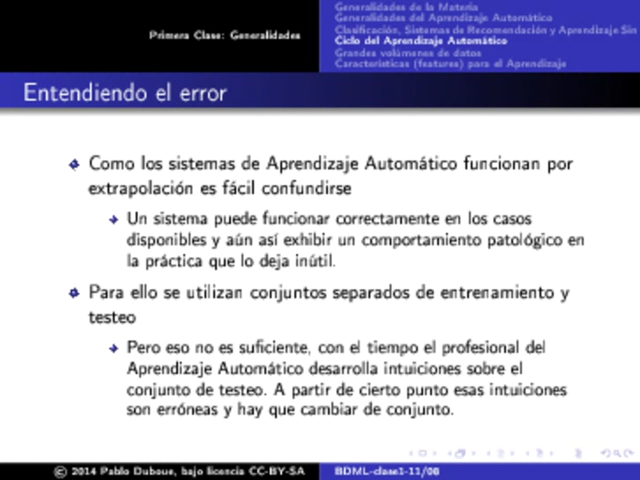 Primera Clase: Generalidades
Generalidades de la Materia
Generalidades del Aprendizaje Automático
Clasificación, Sistemas de Recomendación y Aprendizaje Sin
Ciclo del Aprendizaje Automático
Grandes volúmenes de datos
Características (features) para el Aprendizaje
Entendiendo el error
Como los sistemas de Aprendizaje Automático funcionan por
extrapolación es fácil confundirse
Un sistema puede funcionar correctamente en los casos
disponibles y aún así exhibir un comportamiento patológico en
la práctica que lo deja inútil.
Para ello se utilizan conjuntos separados de entrenamiento y
testeo
Pero eso no es suficiente, con el tiempo el profesional del
Aprendizaje Automático desarrolla intuiciones sobre el
conjunto de testeo. A partir de cierto punto esas intuiciones
son erróneas y hay que cambiar de conjunto.
© 2014 Pablo Duboue, bajo licencia CC-BY-SA
BDML-clase1-11/08